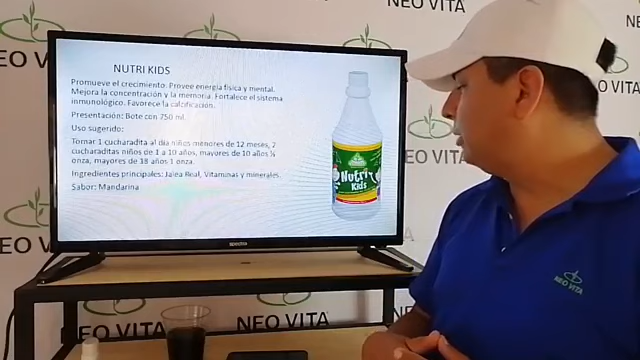 NEO VITA
NEO VITA
NUTRI KIDS
Promueve el crecimiento. Provee energía física y mental.
Mejora la concentración y la memoria. Fortalece el sistema
inmunológico. Favorece la calcificación.
Presentación: Bote con 750 ml.
Uso sugerido:
Tomar 1 cucharadita al día niños menores de 12 meses, 2
cucharaditas niños de 1 a 10 años, mayores de 10 años ½
onza, mayores de 18 años 1 onza.
Ingredientes principales: Jalea Real, Vitaminas y minerales.
Sabor: Mandarina
Nutri
Kids
NEO VITA
NEO VITA
NEO VITA
NEO VITA
NEO VITA